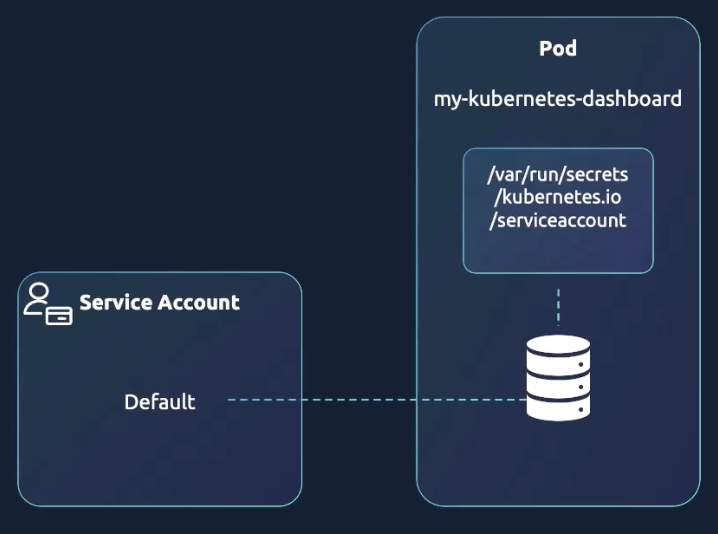 Pod
my-kubernetes-dashboard
/var/run/secrets
/kubernetes.io
/serviceaccount
Service Account
Default